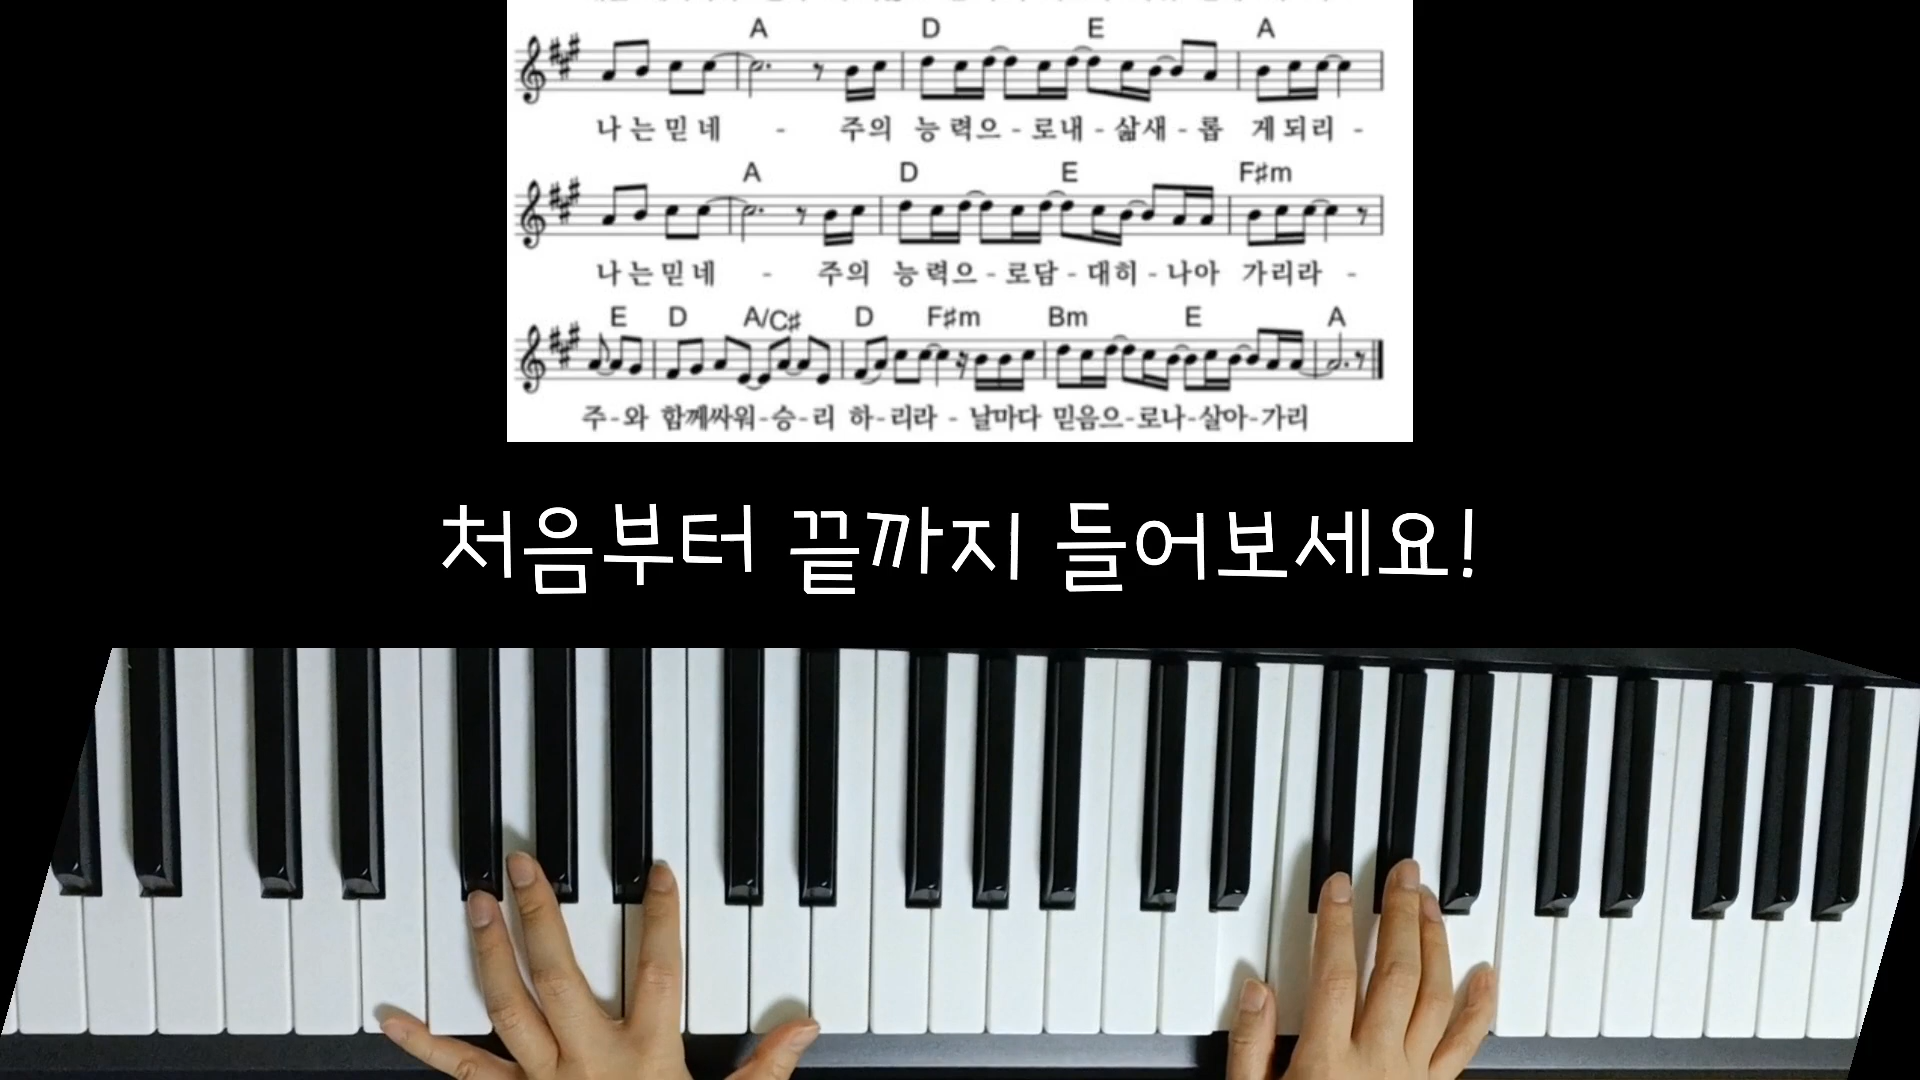 A D E A
나는믿네 - 주의 능력으-로내-삶새-롭 게되리-
A D E F#m
나는믿네 - 주의 능력으-로담-대히-나아 가리라-
E D A/C# D F#m Bm E A
주-와 함께싸워-승-리 하-리라- 날마다 믿음으-로나-살아-가리
처음부터 끝까지 들어보세요!